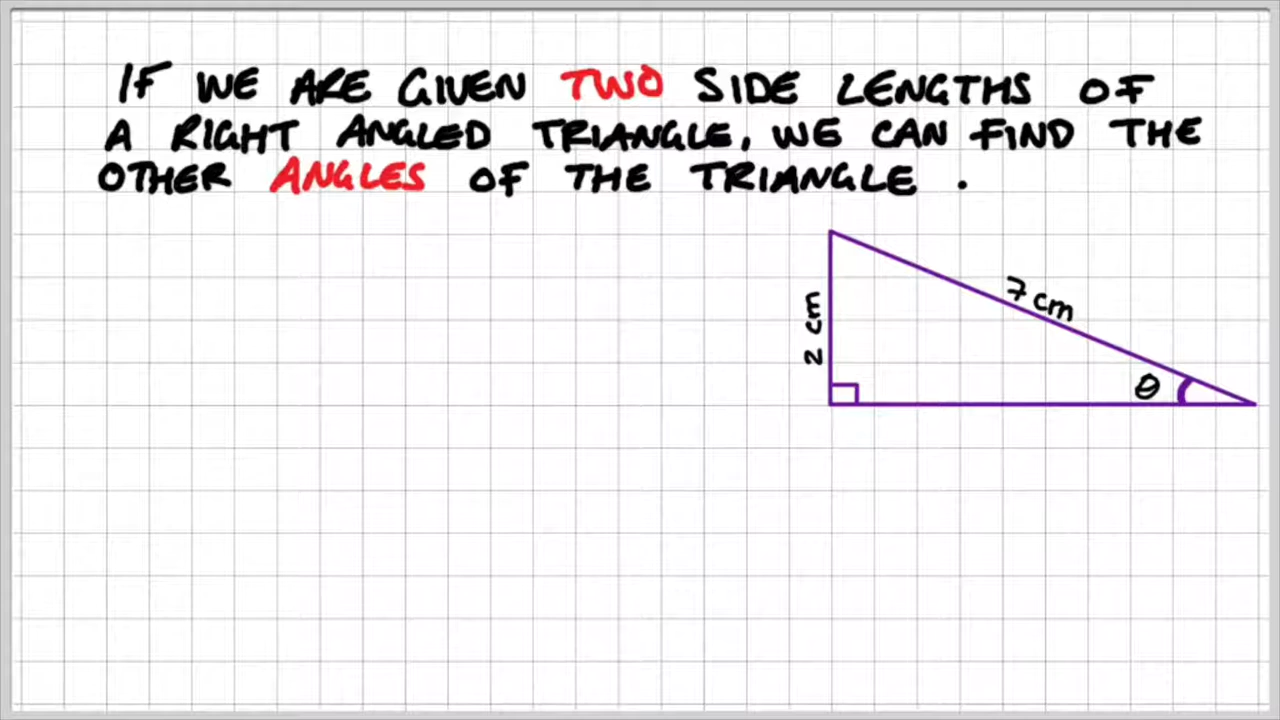 IF WE ARE GIVEN TWO SIDE LENGTHS OF
A RIGHT ANGLED TRIANGLE, WE CAN FIND THE
OTHER ANGLES OF THE TRIANGLE .
7 cm
2 cm
θ